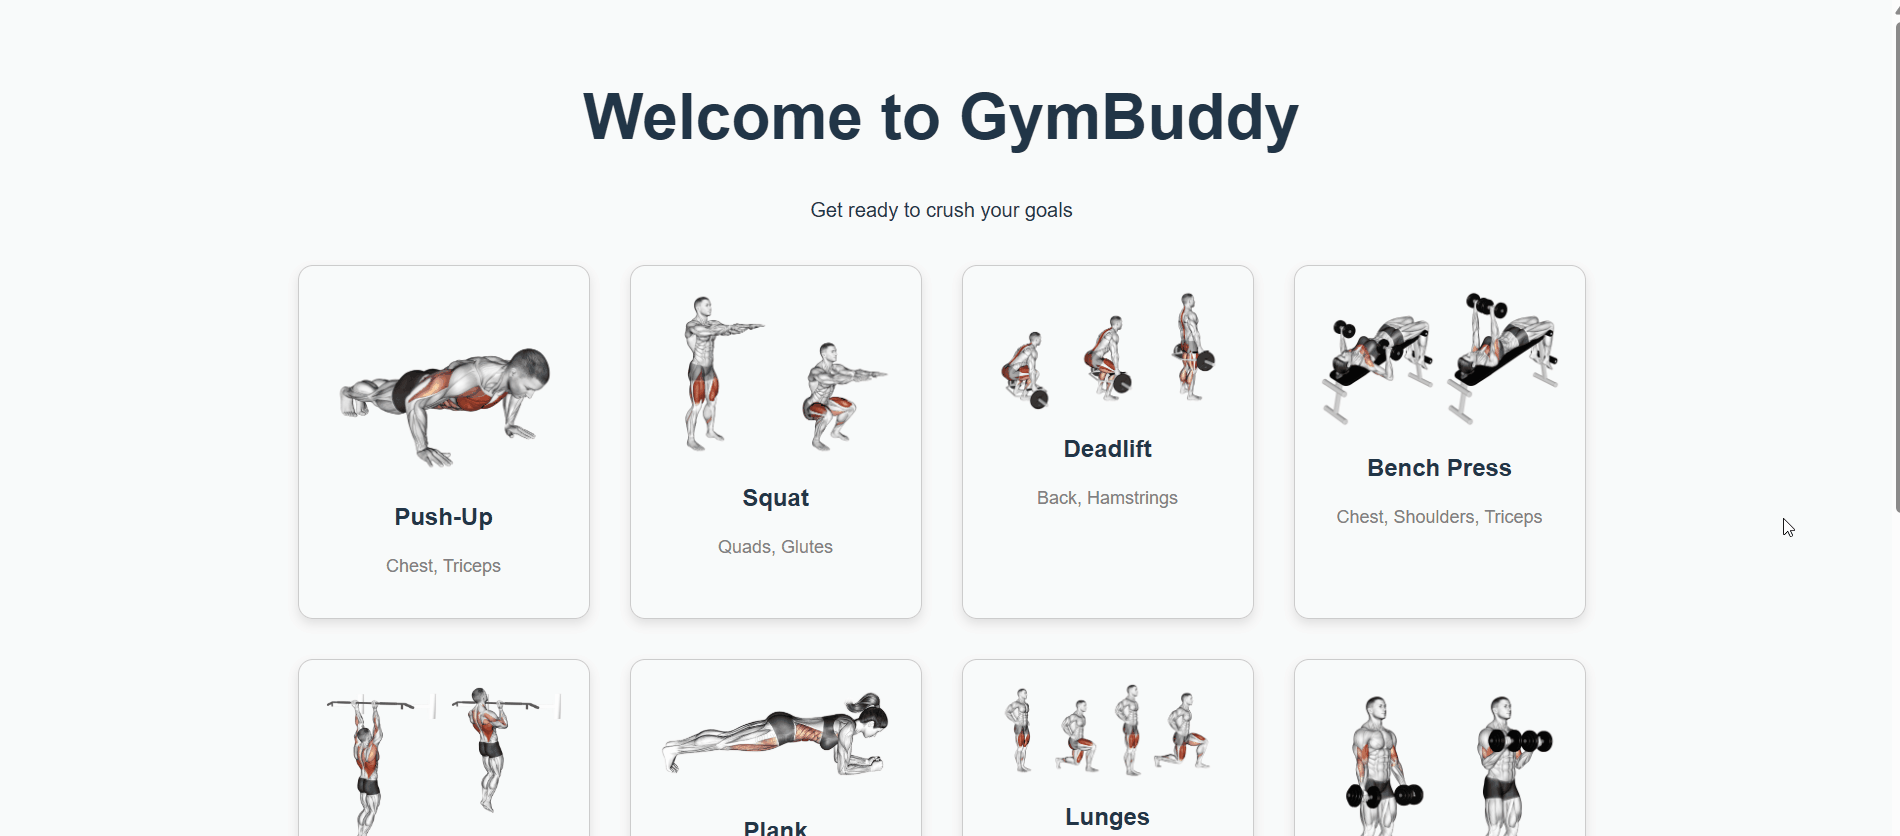 Welcome to GymBuddy
Get ready to crush your goals
Push-Up
Chest, Triceps
Squat
Quads, Glutes
Deadlift
Back, Hamstrings
Bench Press
Chest, Shoulders, Triceps
Plank
Lunges